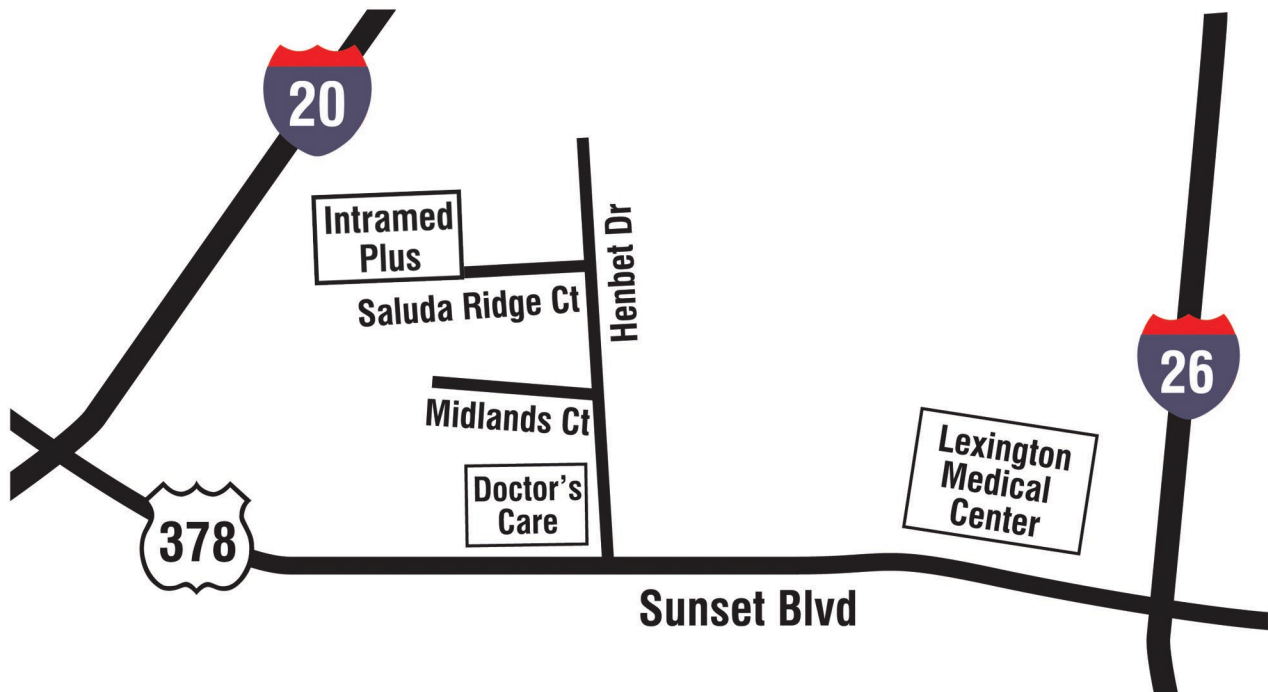 20
Intramed
Plus
Henbet Dr
Saluda Ridge Ct
26
Midlands Ct
Lexington
Medical
Center
Doctor's
Care
378
Sunset Blvd